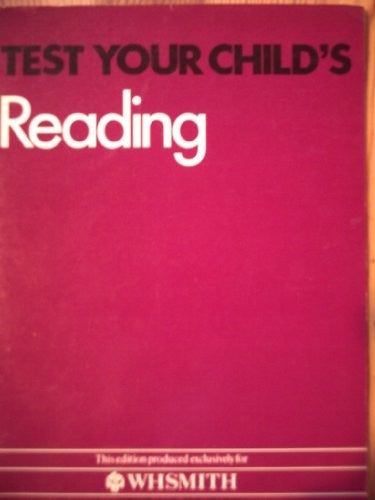 TEST YOUR CHILD'S
Reading
This edition produced exclusively for
WHSMITH